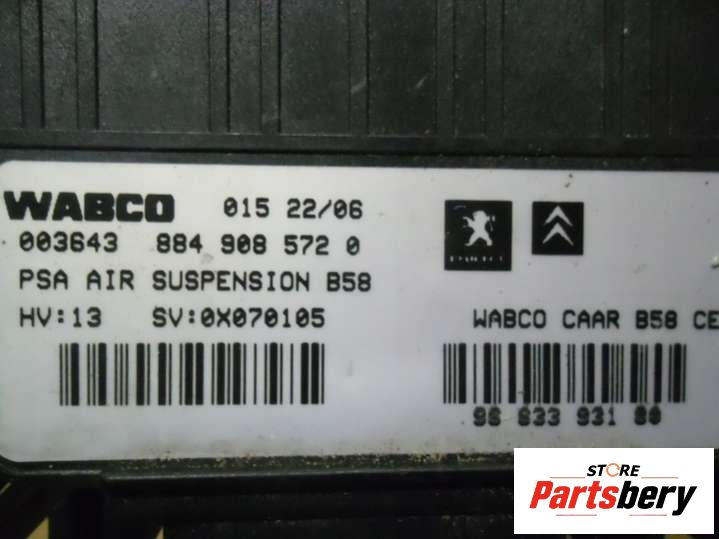 WABCO 015 22/06
003643 884 908 572 0
PSA AIR SUSPENSION B58
HV:13 SV:0X070105
WABCO CAAR B58 CE
96 633 931 80
STORE
Partsbery